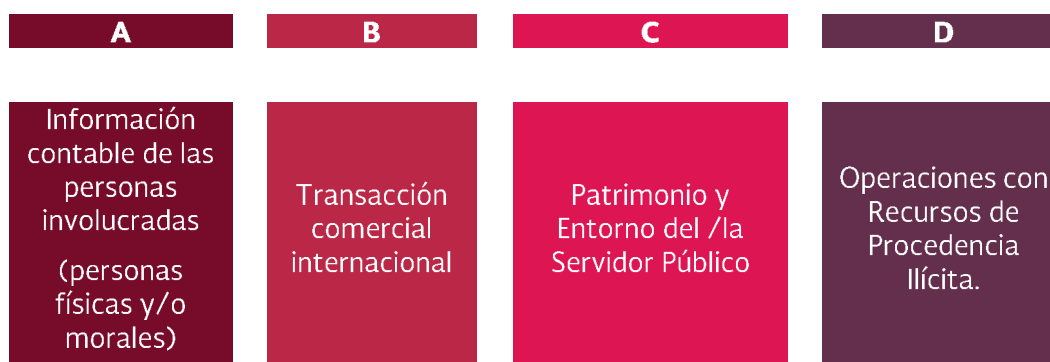 A
B
C
D
Información
contable de las
personas
involucradas
(personas
físicas y/o
morales)
Transacción
comercial
internacional
Patrimonio y
Entorno del /la
Servidor Público
Operaciones con
Recursos de
Procedencia
Ilícita.